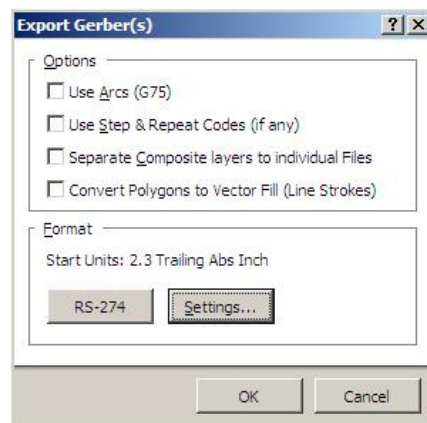 Export Gerber(s)
Options
Use Arcs (G75)
Use Step & Repeat Codes (if any)
Separate Composite layers to individual Files
Convert Polygons to Vector Fill (Line Strokes)
Format
Start Units: 2.3 Trailing Abs Inch
RS-274 Settings...
OK Cancel